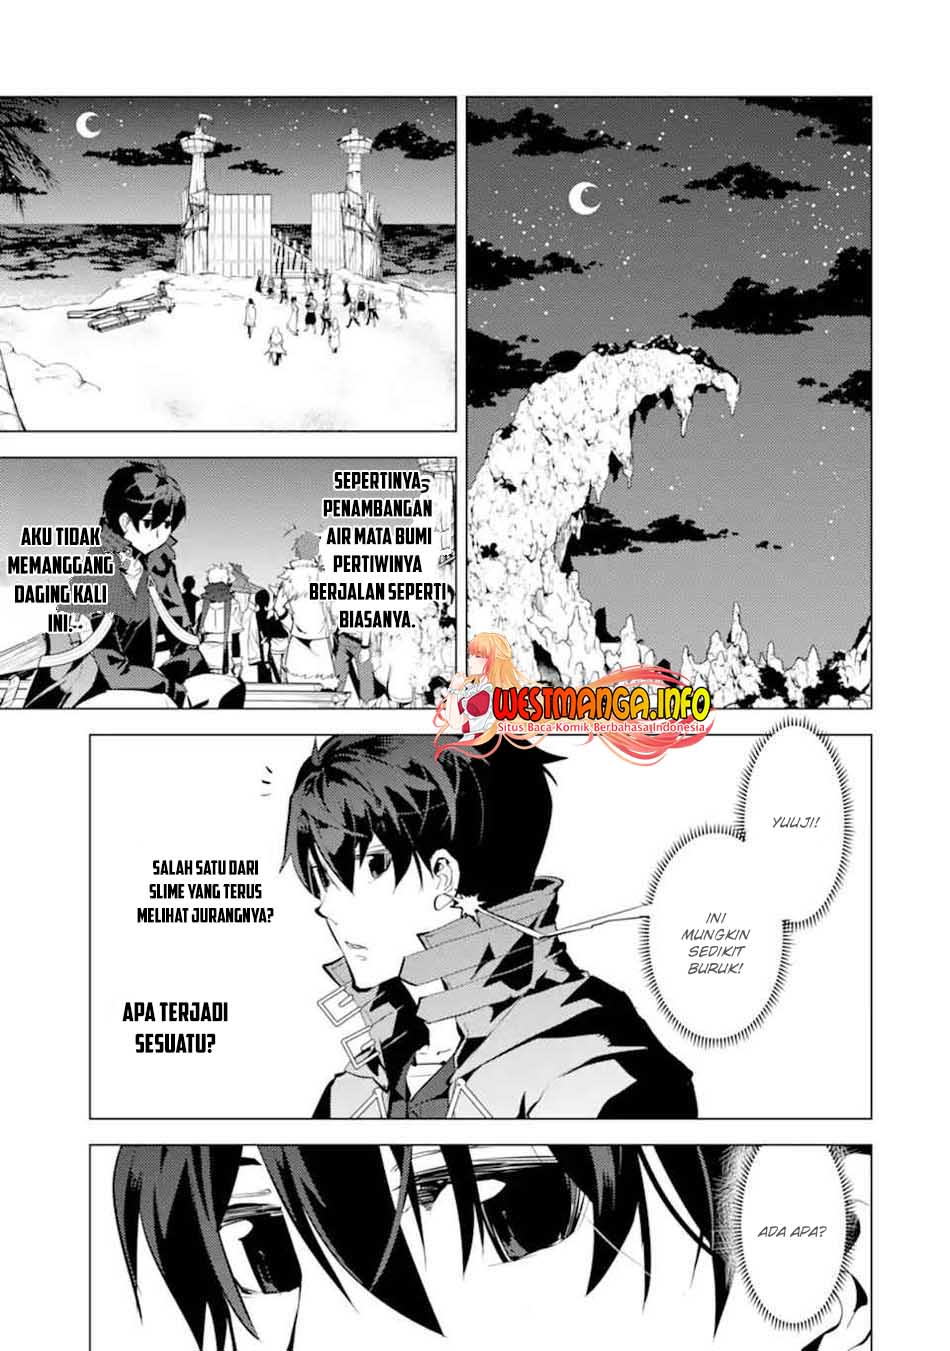 SEPERTINYA
PENAMBANGAN
AIR MATA BUMI
PERTIWINYA
BERJALAN SEPERTI
BIASANYA.
AKU TIDAK
MEMANGGANG
DAGING KALI
INI.
WESTMANGA.INFO
Situs Baca Komik Berbahasa Indonesia
YUUJI!
INI
MUNGKIN
SEDIKIT
BURUK!
SALAH SATU DARI
SLIME YANG TERUS
MELIHAT JURANGNYA?
APA TERJADI
SESUATU?
ADA APA?